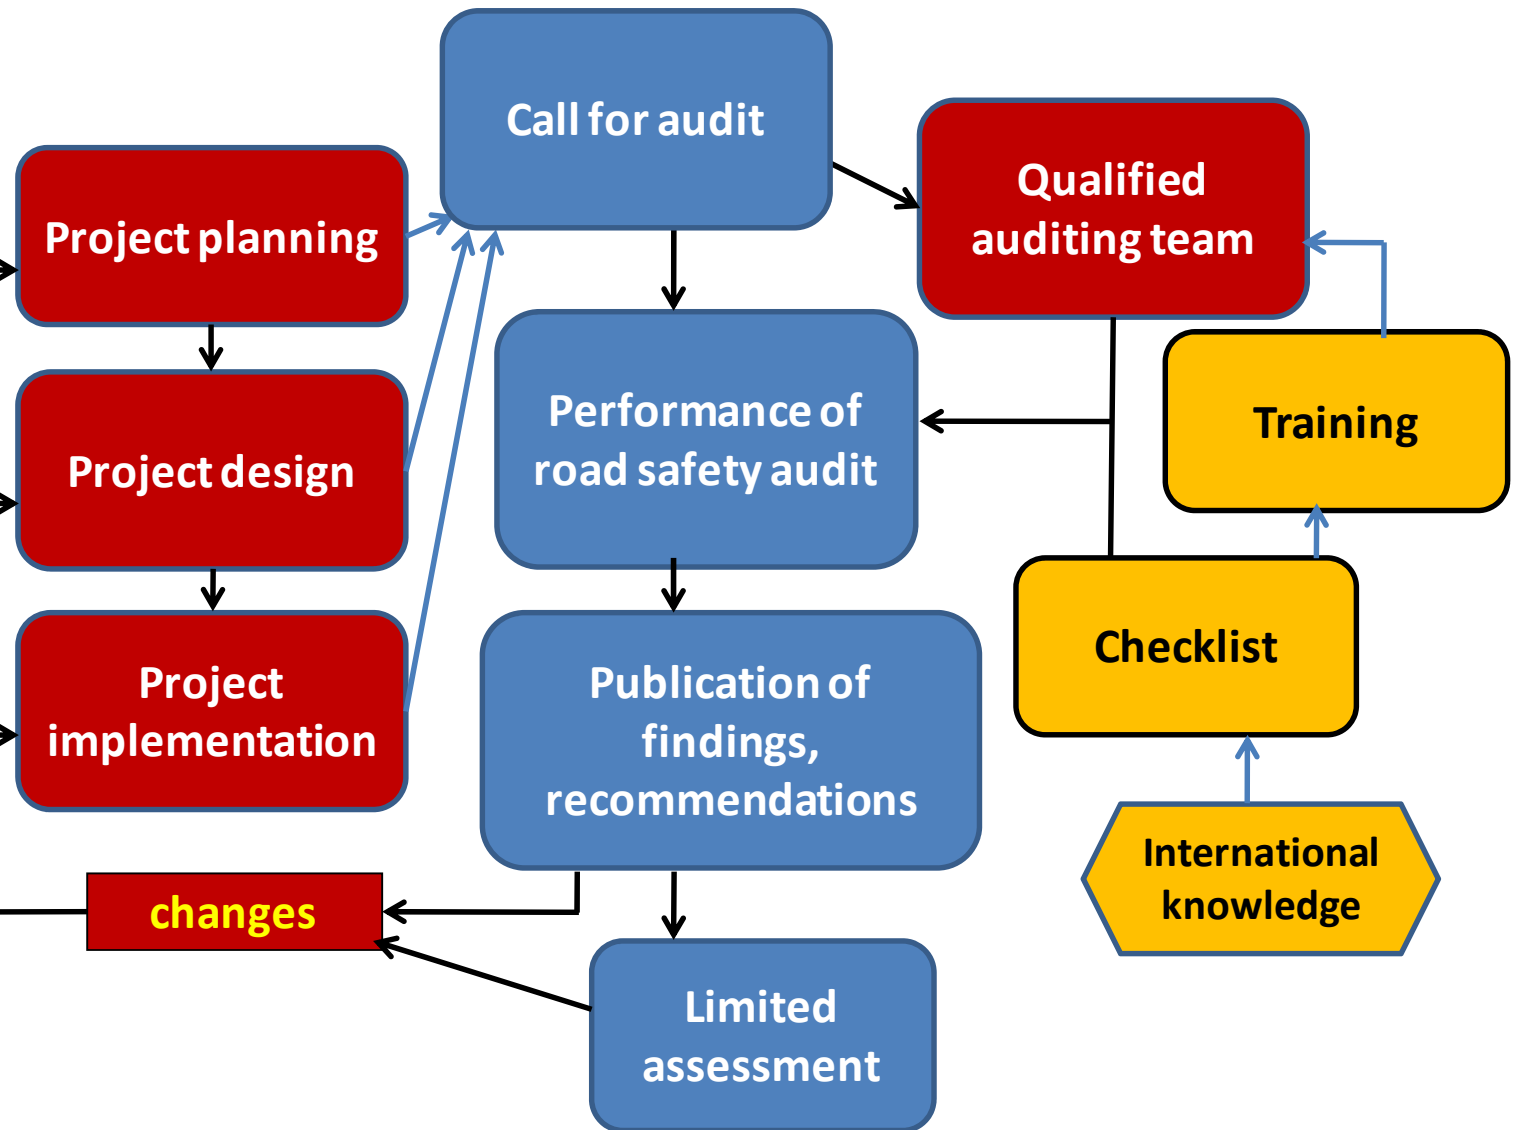 Call for audit
Qualified
auditing team
Project planning
Performance of
road safety audit
Training
Project design
Checklist
Project
implementation
Publication of
findings,
recommendations
International
knowledge
changes
Limited
assessment